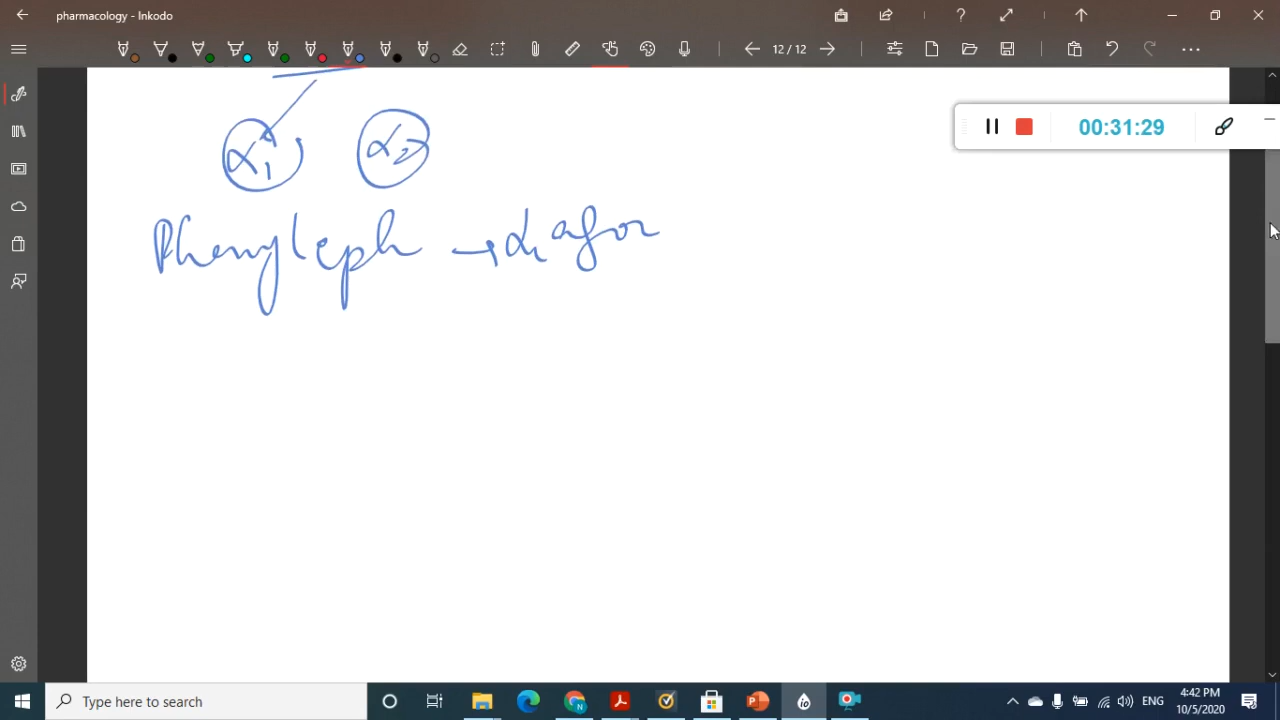 pharmacology - Inkodo
12 / 12
00:31:29
α1 α2
Phenyleph → α1 agon
Type here to search
ENG
4:42 PM
10/5/2020